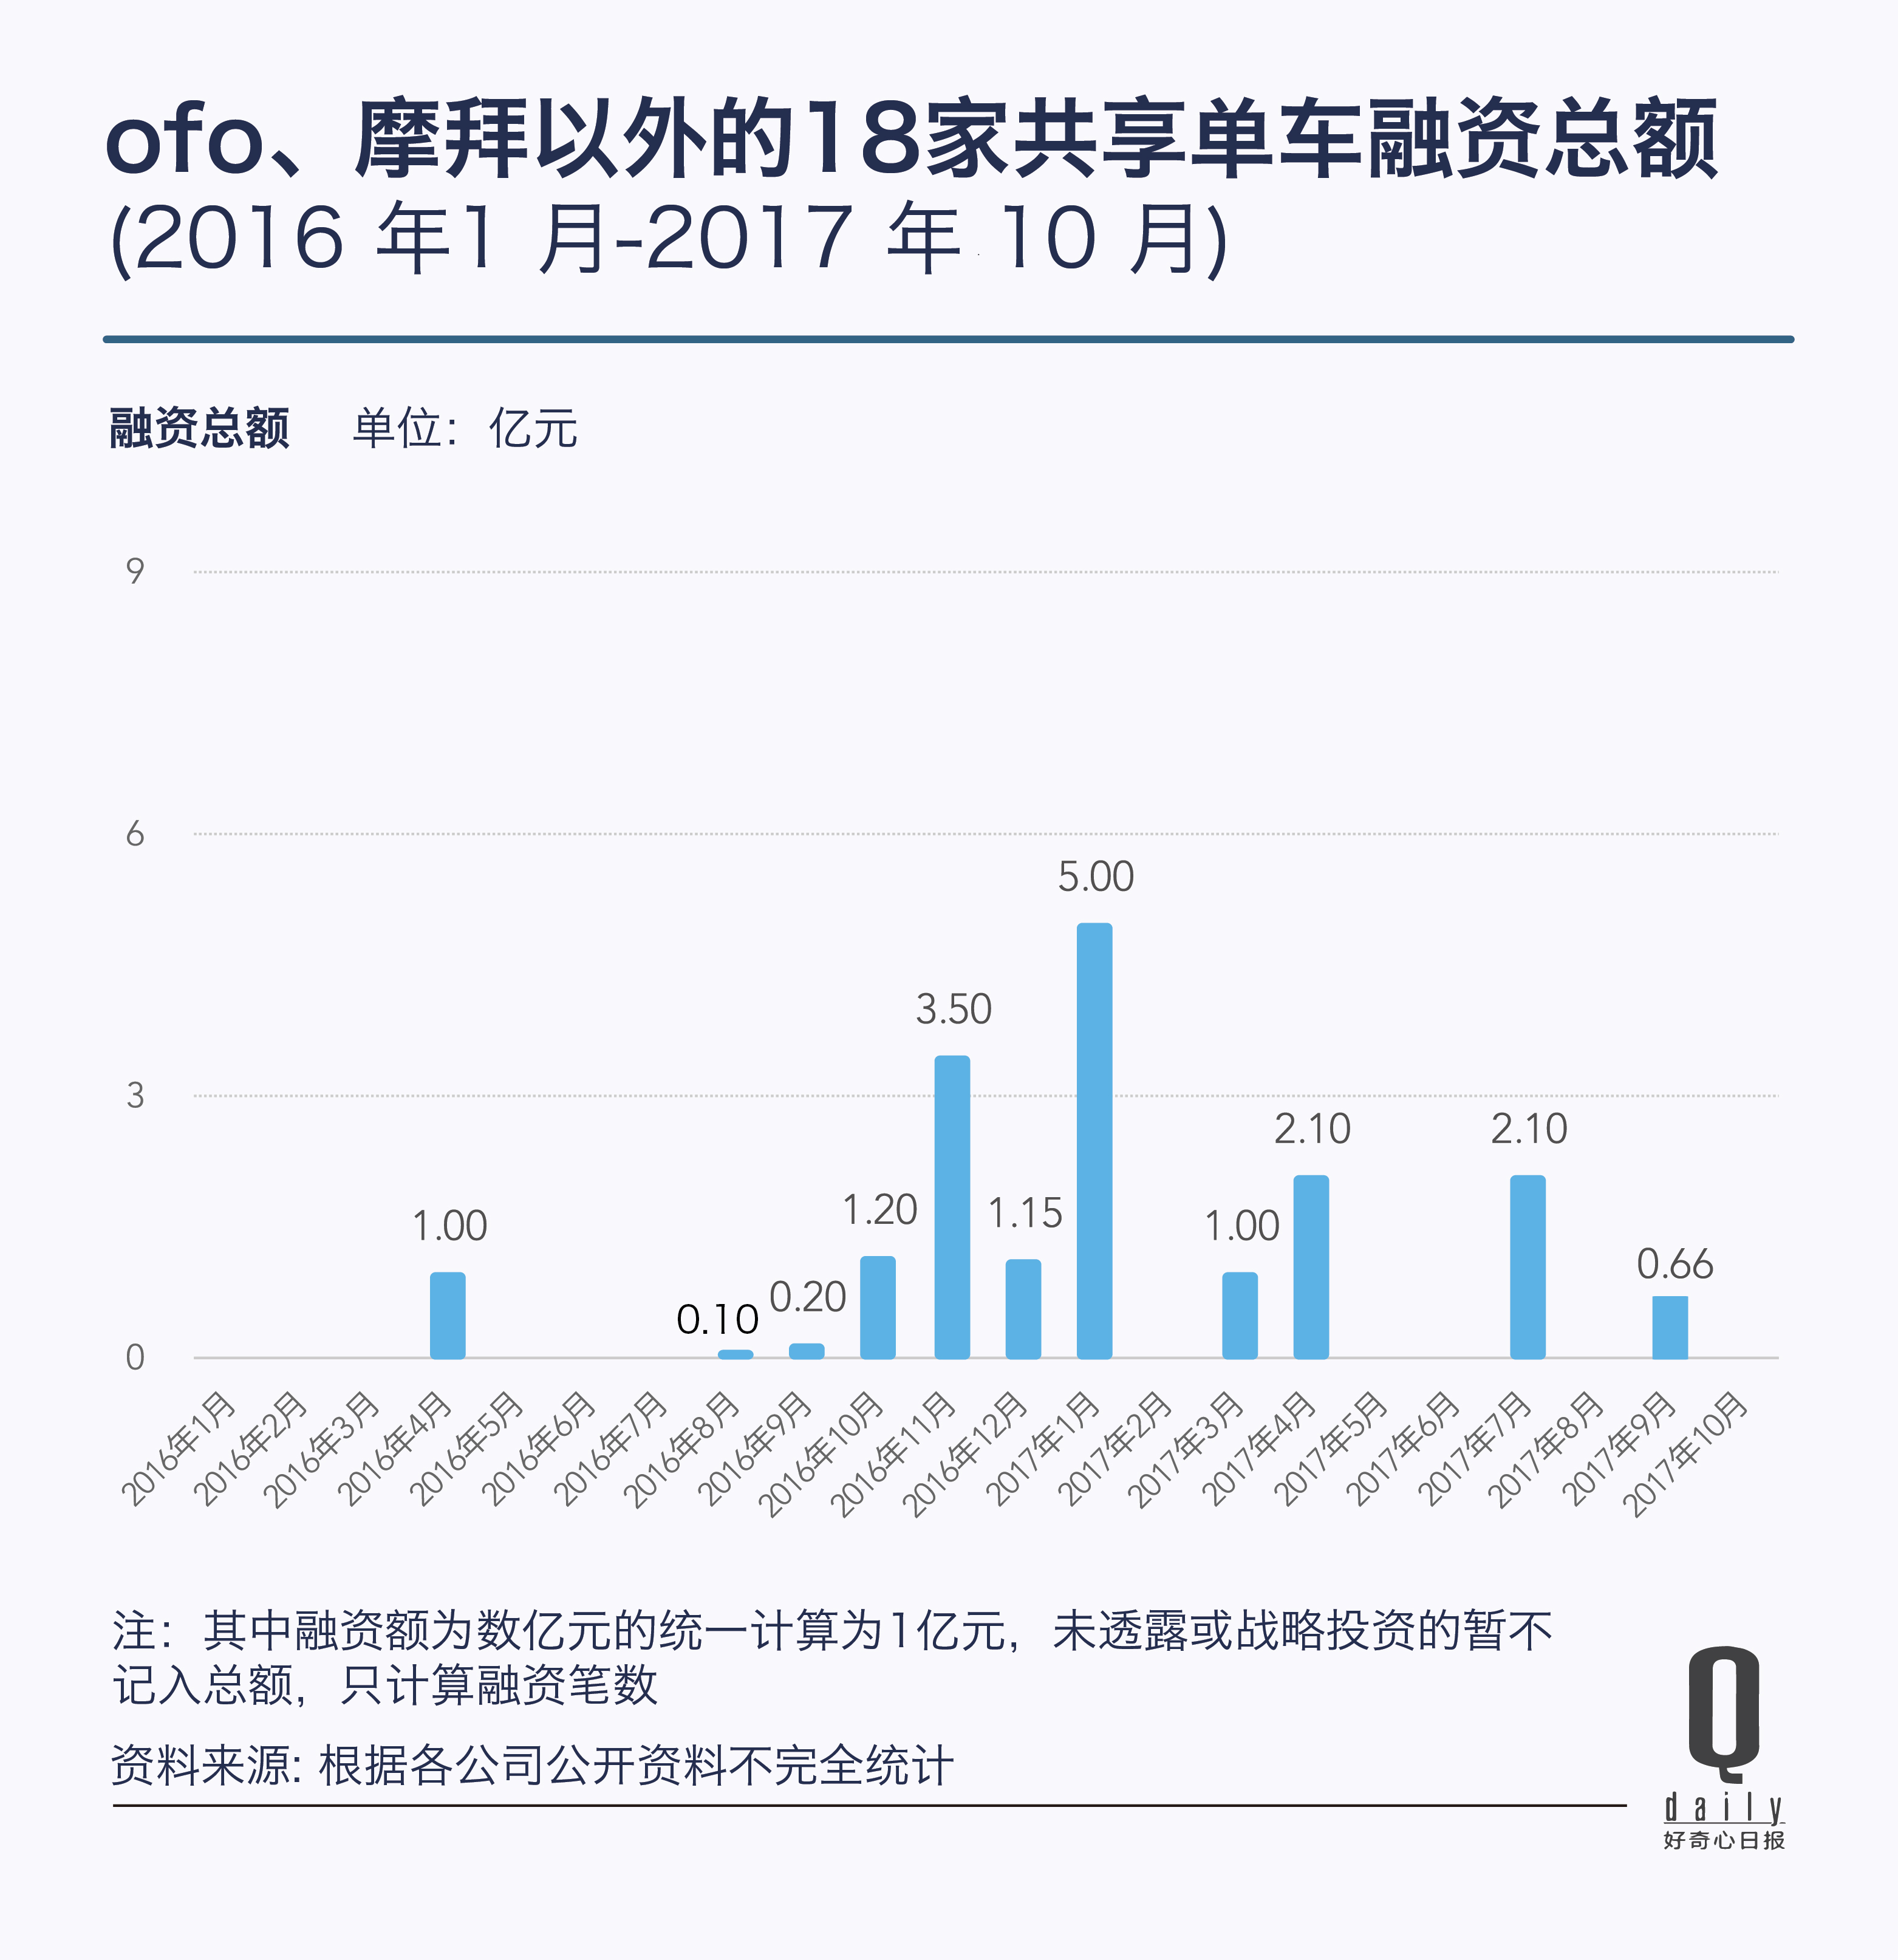 ofo、摩拜以外的18家共享单车融资总额
(2016 年1 月-2017 年 10 月)
融资总额 单位：亿元
9
6
3
0
1.00
0.10
0.20
1.20
3.50
1.15
5.00
1.00
2.10
2.10
0.66
2016年1月
2016年2月
2016年3月
2016年4月
2016年5月
2016年6月
2016年7月
2016年8月
2016年9月
2016年10月
2016年11月
2016年12月
2017年1月
2017年2月
2017年3月
2017年4月
2017年5月
2017年6月
2017年7月
2017年8月
2017年9月
2017年10月
注：其中融资额为数亿元的统一计算为1亿元，未透露或战略投资的暂不
记入总额，只计算融资笔数
资料来源: 根据各公司公开资料不完全统计
Q
daily
好奇心日报